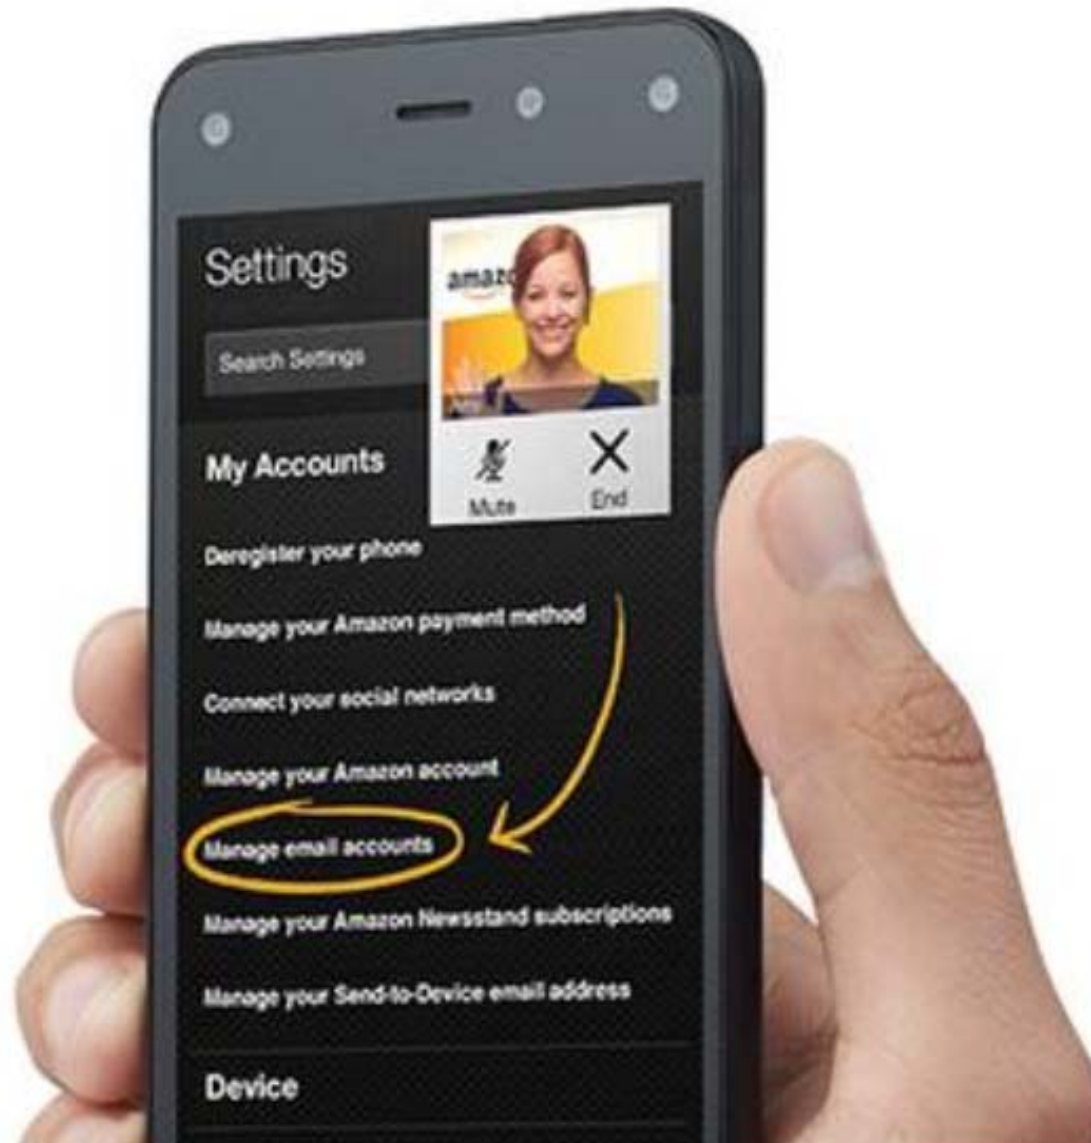 Settings
Search Settings
amazo
My Accounts
Mute
End
Deregister your phone
Manage your Amazon payment method
Connect your social networks
Manage your Amazon account
Manage email accounts
Manage your Amazon Newsstand subscriptions
Manage your Send-to-Device email address
Device